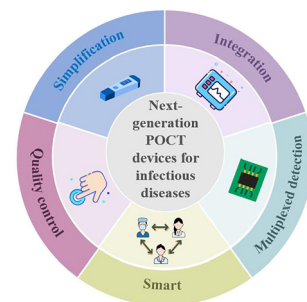 Simplification
Integration
Next-
generation
POCT
devices for
infectious
diseases
Quality control
Multiplexed detection
Smart